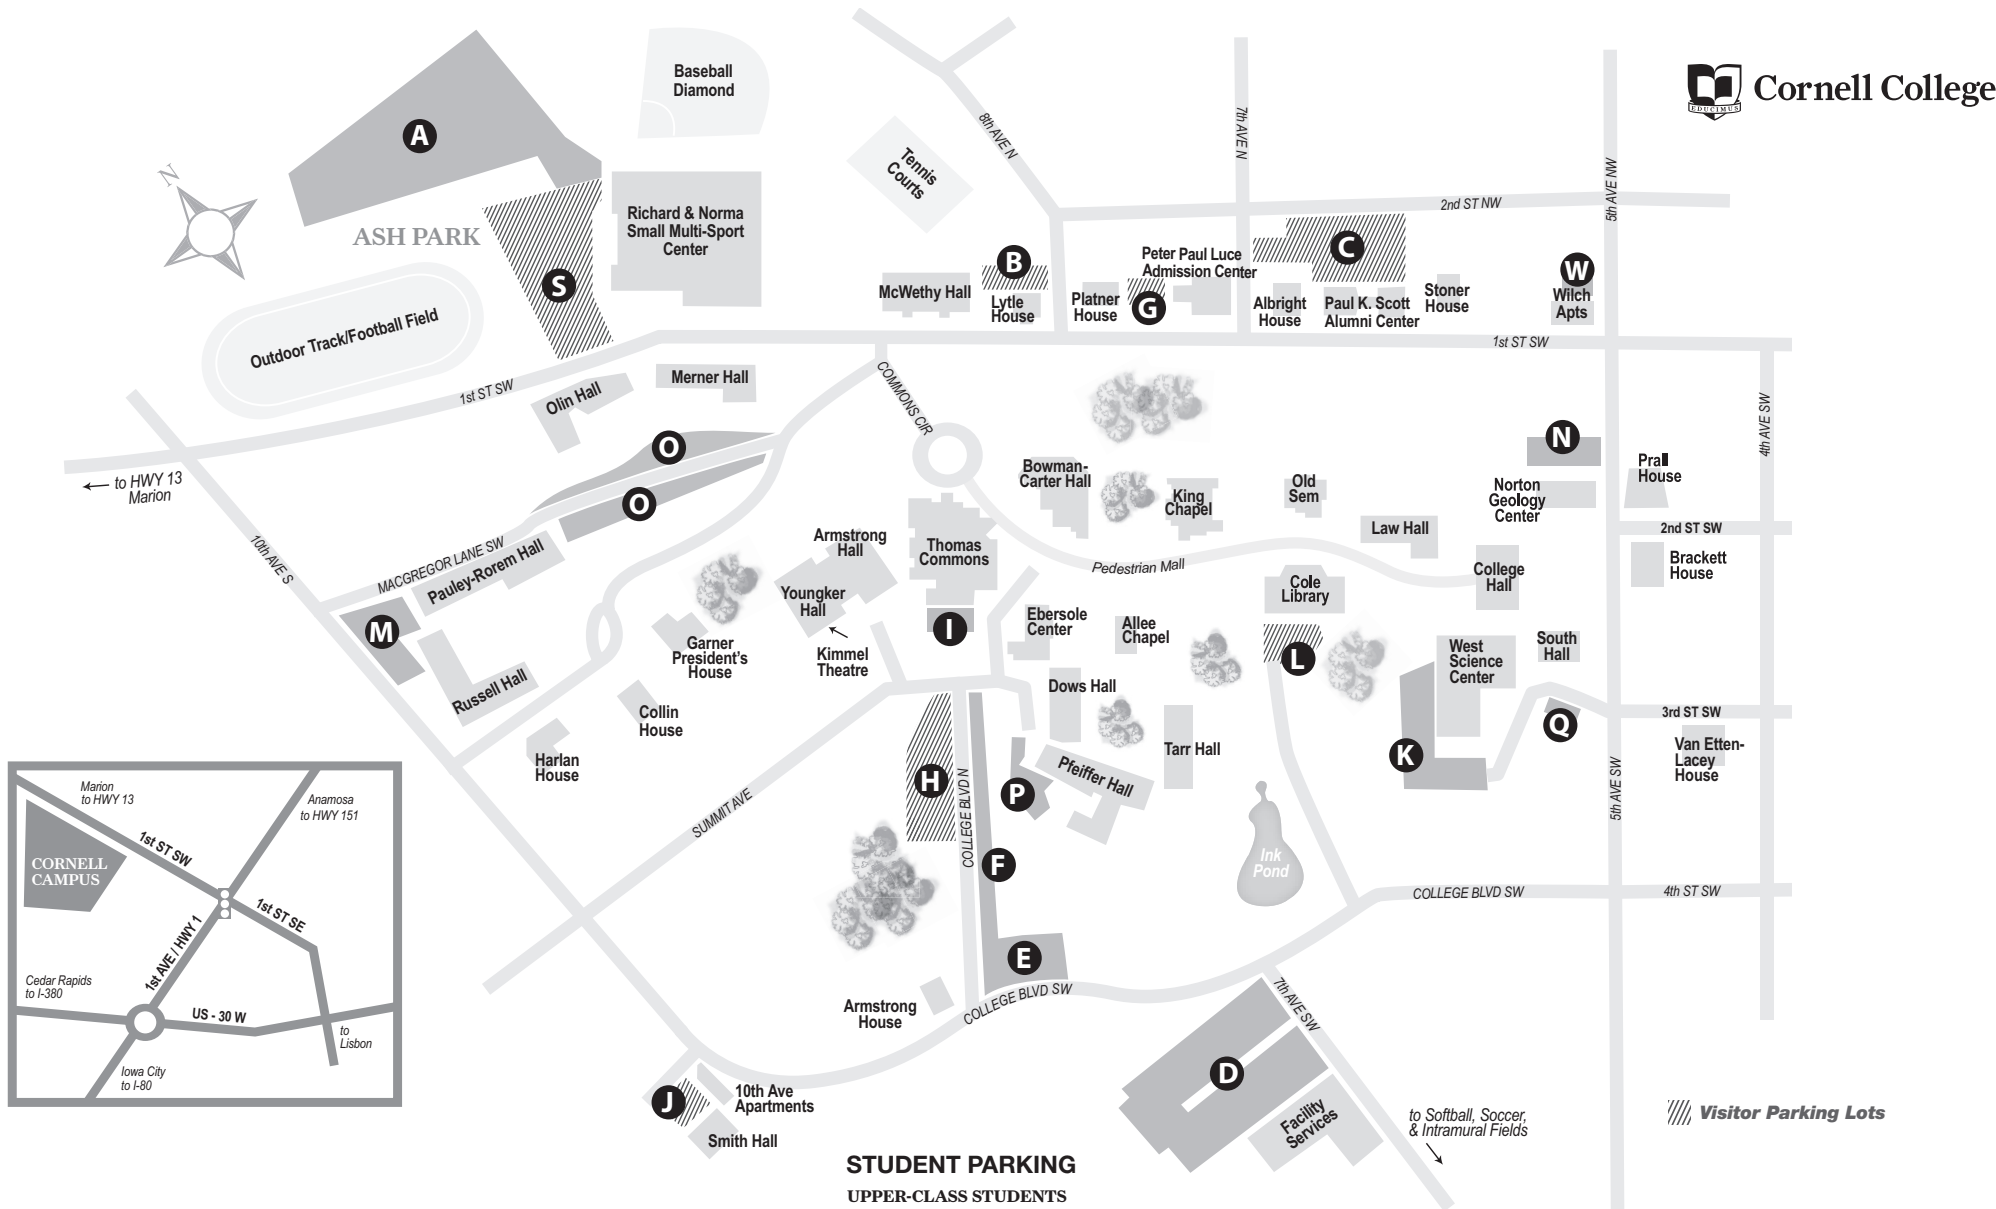 Cornell College
EDUCIMUS
Baseball
Diamond
A
N
ASH PARK
Richard & Norma
Small Multi-Sport
Center
S
Outdoor Track/Football Field
Tennis
Courts
8th AVE N
7th AVE N
5th AVE NW
2nd ST NW
B
McWethy Hall
Lytle
House
Platner
House
Peter Paul Luce
Admission Center
G
C
Albright
House
Paul K. Scott
Alumni Center
Stoner
House
W
Wilch
Apts
1st ST SW
1st ST SW
Olin Hall
Merner Hall
COMMONS CIR
4th AVE SW
to HWY 13
Marion
10th AVE S
O
O
MACGREGOR LANE SW
Pauley-Rorem Hall
M
Russell Hall
Armstrong
Hall
Youngker
Hall
Kimmel
Theatre
Thomas
Commons
I
Bowman-
Carter Hall
King
Chapel
Old
Sem
Law Hall
Norton
Geology
Center
N
Prall
House
2nd ST SW
Brackett
House
Pedestrian Mall
College
Hall
Cole
Library
L
Ebersole
Center
Allee
Chapel
Dows Hall
Tarr Hall
Pfeiffer Hall
Garner
President's
House
Collin
House
Harlan
House
West
Science
Center
South
Hall
K
Q
3rd ST SW
Van Etten-
Lacey
House
5th AVE SW
SUMMIT AVE
H
COLLEGE BLVD N
P
F
E
Ink
Pond
COLLEGE BLVD SW
4th ST SW
Armstrong
House
COLLEGE BLVD SW
7th AVE SW
D
Facility
Services
J
10th Ave
Apartments
Smith Hall
to Softball, Soccer,
& Intramural Fields
Visitor Parking Lots
Marion
to HWY 13
Anamosa
to HWY 151
1st ST SW
CORNELL
CAMPUS
1st ST SE
1st AVE / HWY 1
Cedar Rapids
to I-380
US - 30 W
to
Lisbon
Iowa City
to I-80
STUDENT PARKING
UPPER-CLASS STUDENTS